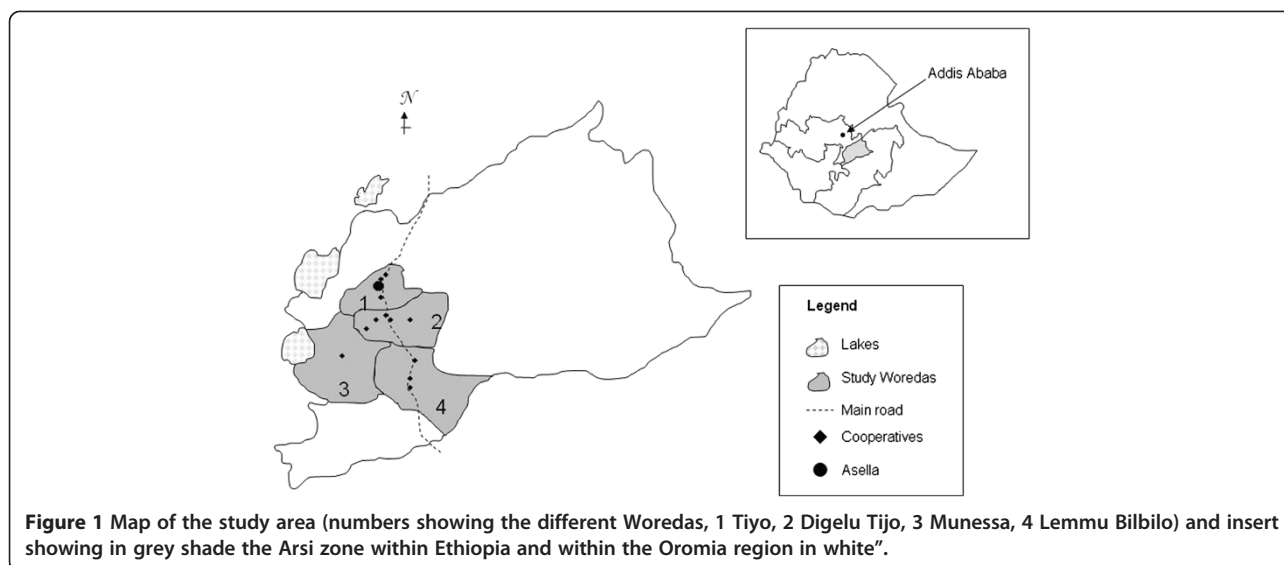 Addis Ababa
N
1
2
3
4
Legend
Lakes
Study Woredas
Main road
Cooperatives
Asella
Figure 1 Map of the study area (numbers showing the different Woredas, 1 Tiyo, 2 Digelu Tijo, 3 Munessa, 4 Lemmu Bilbilo) and insert
showing in grey shade the Arsi zone within Ethiopia and within the Oromia region in white”.